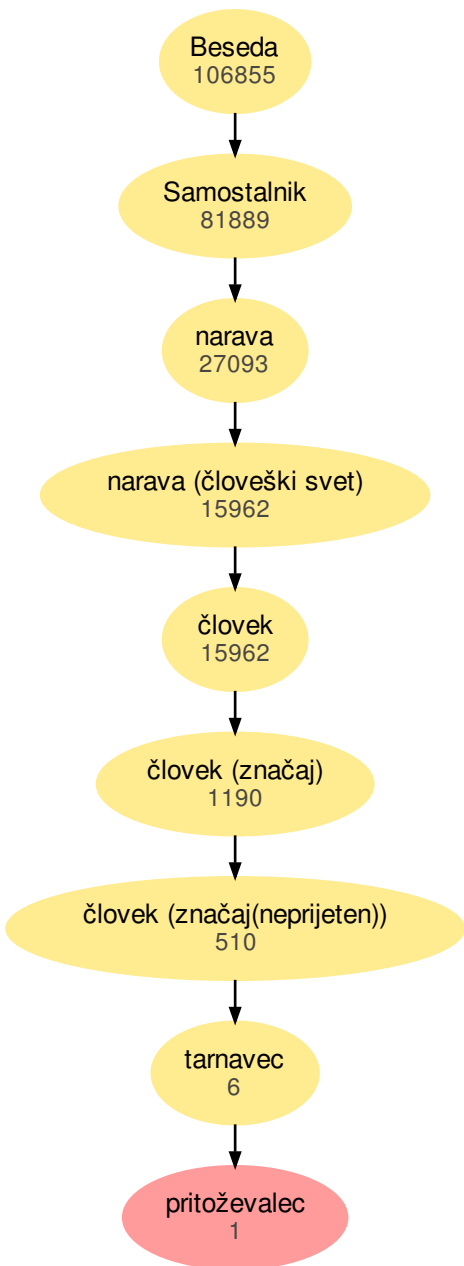 Beseda
106855
Samostalnik
81889
narava
27093
narava (človeški svet)
15962
človek
15962
človek (značaj)
1190
človek (značaj(neprijeten))
510
tarnavec
6
pritoževalec
1